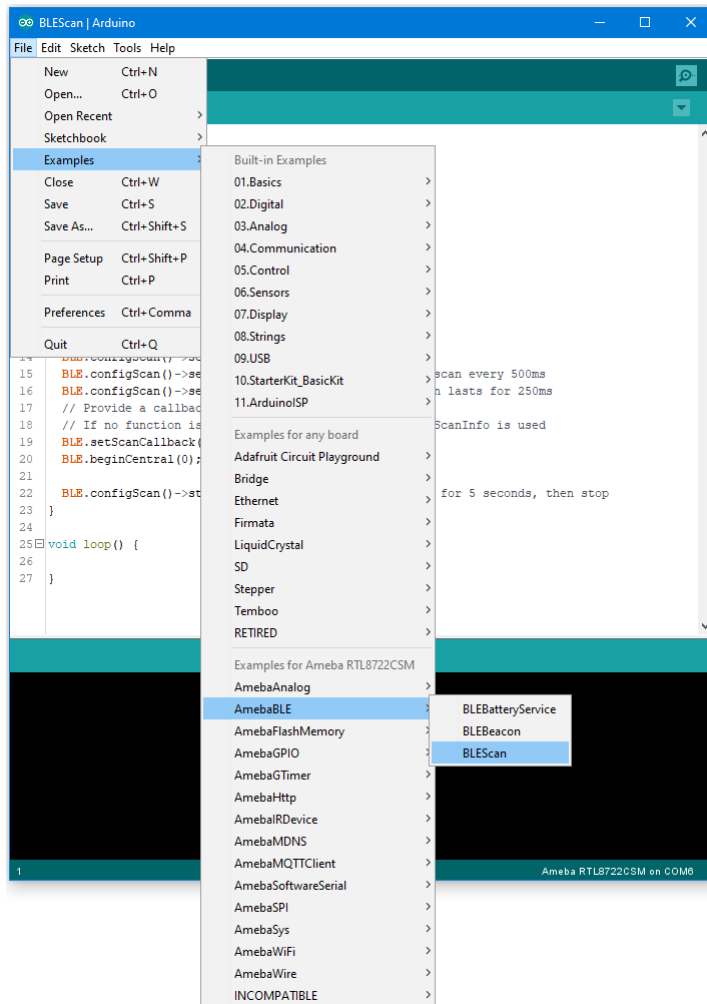 BLEScan | Arduino
File Edit Sketch Tools Help
New Ctrl+N
Open... Ctrl+O
Open Recent
Sketchbook
Examples
Close Ctrl+W
Save Ctrl+S
Save As... Ctrl+Shift+S
Page Setup Ctrl+Shift+P
Print Ctrl+P
Preferences Ctrl+Comma
Quit Ctrl+Q
Built-in Examples
01.Basics
02.Digital
03.Analog
04.Communication
05.Control
06.Sensors
07.Display
08.Strings
09.USB
10.StarterKit_BasicKit
11.ArduinoISP
Examples for any board
Adafruit Circuit Playground
Bridge
Ethernet
Firmata
LiquidCrystal
SD
Stepper
Temboo
RETIRED
Examples for Ameba RTL8722CSM
AmebaAnalog
AmebaBLE
AmebaFlashMemory
AmebaGPIO
AmebaGTimer
AmebaHttp
AmebaIRDevice
AmebaMDNS
AmebaMQTTClient
AmebaSoftwareSerial
AmebaSPI
AmebaSys
AmebaWiFi
AmebaWire
INCOMPATIBLE
BLEBatteryService
BLEBeacon
BLEScan
14 BLE.configScan()->se
15 BLE.configScan()->se scan every 500ms
16 BLE.configScan()->se n lasts for 250ms
17 // Provide a callbac
18 // If no function is ScanInfo is used
19 BLE.setScanCallback(
20 BLE.beginCentral(0);
21
22 BLE.configScan()->st for 5 seconds, then stop
23 }
24
25 void loop() {
26
27 }
1 Ameba RTL8722CSM on COM6